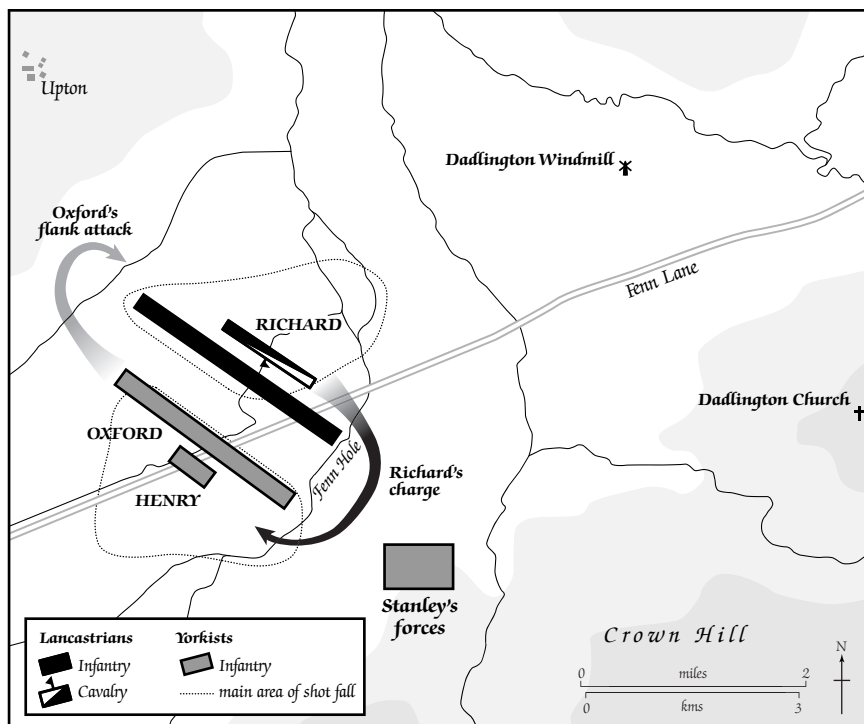 Upton
Dadlington Windmill
Oxford's
flank attack
Fenn Lane
RICHARD
Dadlington Church
OXFORD
Fenn Hole
Richard's
charge
HENRY
Stanley's
forces
Crown Hill
Lancastrians
Yorkists
Infantry
Infantry
Cavalry
main area of shot fall
N
0 miles 2
0 kms 3